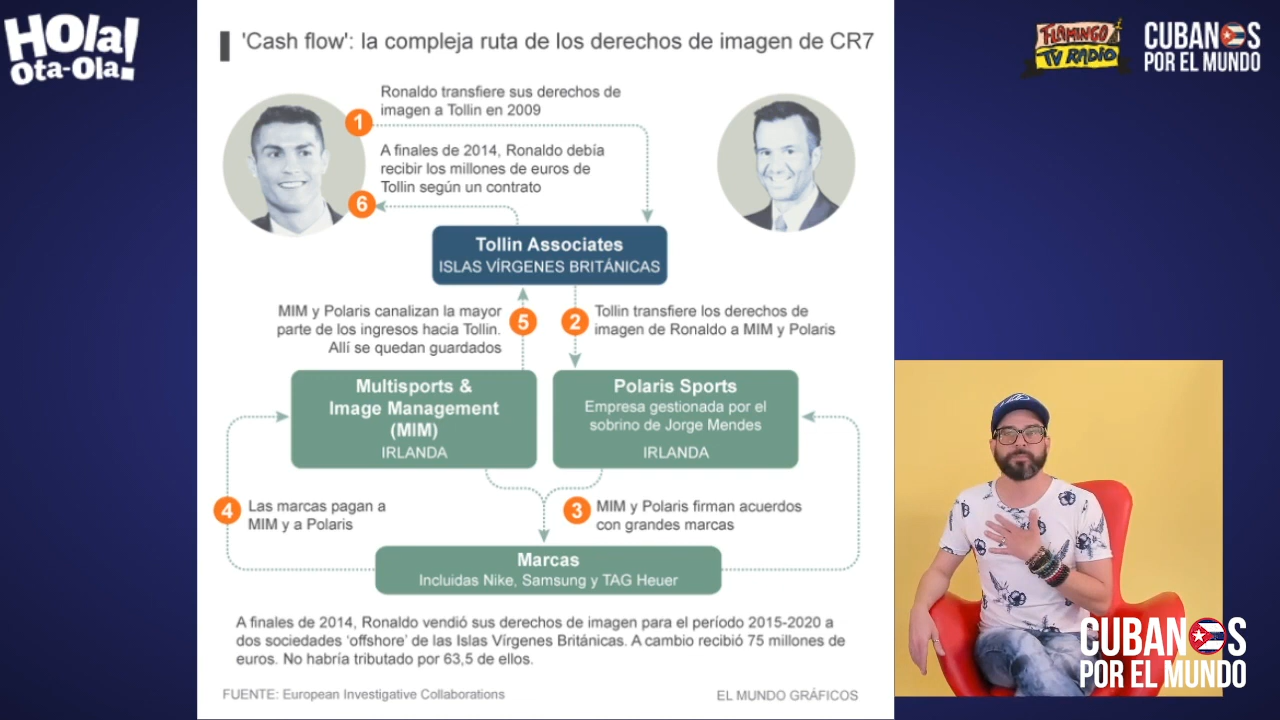 HOla!
Ota-Ola!
'Cash flow': la compleja ruta de los derechos de imagen de CR7
FLAMINGO
TV RADIO
CUBANOS
POR EL MUNDO
Ronaldo transfiere sus derechos de
imagen a Tollin en 2009
1
A finales de 2014, Ronaldo debía
recibir los millones de euros de
Tollin según un contrato
6
Tollin Associates
ISLAS VÍRGENES BRITÁNICAS
MIM y Polaris canalizan la mayor
parte de los ingresos hacia Tollin.
Allí se quedan guardados
5
2
Tollin transfiere los derechos de
imagen de Ronaldo a MIM y Polaris
Multisports &
Image Management
(MIM)
IRLANDA
Polaris Sports
Empresa gestionada por el
sobrino de Jorge Mendes
IRLANDA
4
Las marcas pagan a
MIM y a Polaris
3
MIM y Polaris firman acuerdos
con grandes marcas
Marcas
Incluidas Nike, Samsung y TAG Heuer
A finales de 2014, Ronaldo vendió sus derechos de imagen para el período 2015-2020 a
dos sociedades 'offshore' de las Islas Vírgenes Británicas. A cambio recibió 75 millones de
euros. No habría tributado por 63,5 de ellos.
FUENTE: European Investigative Collaborations
EL MUNDO GRÁFICOS
CUBANOS
POR EL MUNDO